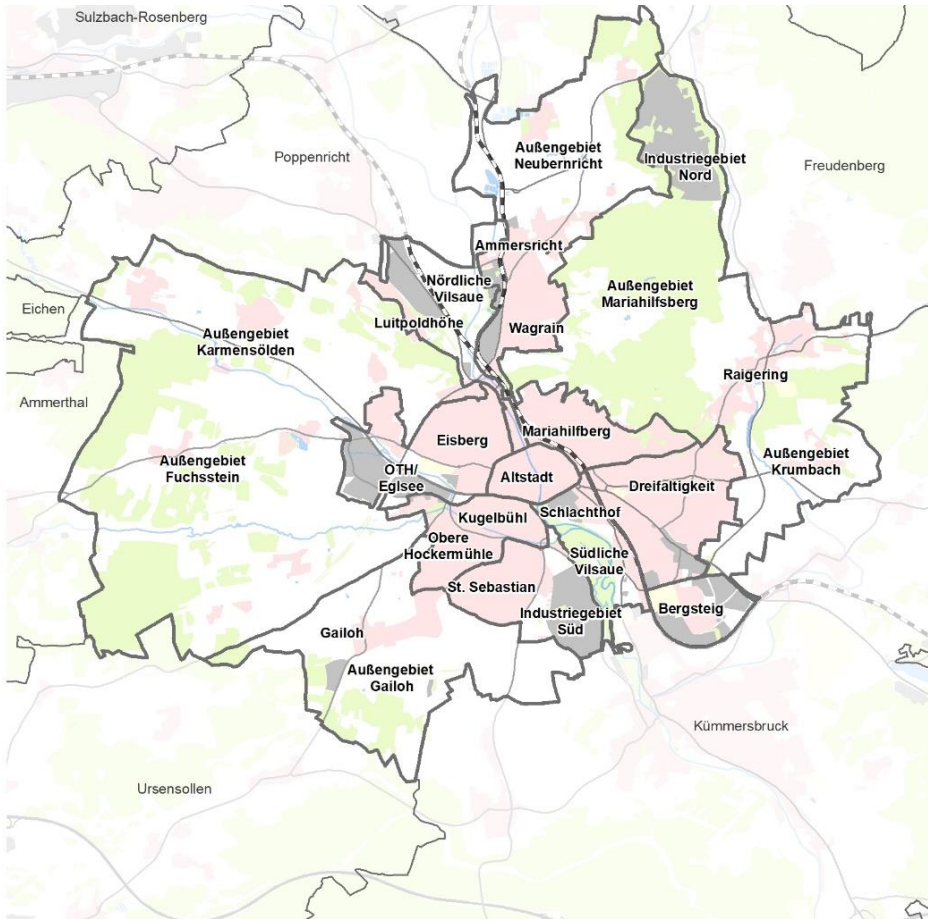 Sulzbach-Rosenberg
Poppenricht
Außengebiet
Neubernricht
Industriegebiet
Nord
Freudenberg
Ammersricht
Nördliche
Vilsaue
Außengebiet
Mariahilfsberg
Eichen
Außengebiet
Karmensölden
Luitpoldhöhe
Wagrain
Ammerthal
Raigering
Eisberg
Mariahilfberg
Außengebiet
Fuchsstein
OTH/
Eglsee
Altstadt
Dreifaltigkeit
Außengebiet
Krumbach
Kugelbühl
Schlachthof
Obere
Hockermühle
Südliche
Vilsaue
St. Sebastian
Industriegebiet
Süd
Bergsteig
Gailoh
Außengebiet
Gailoh
Kümmersbruck
Ursensollen